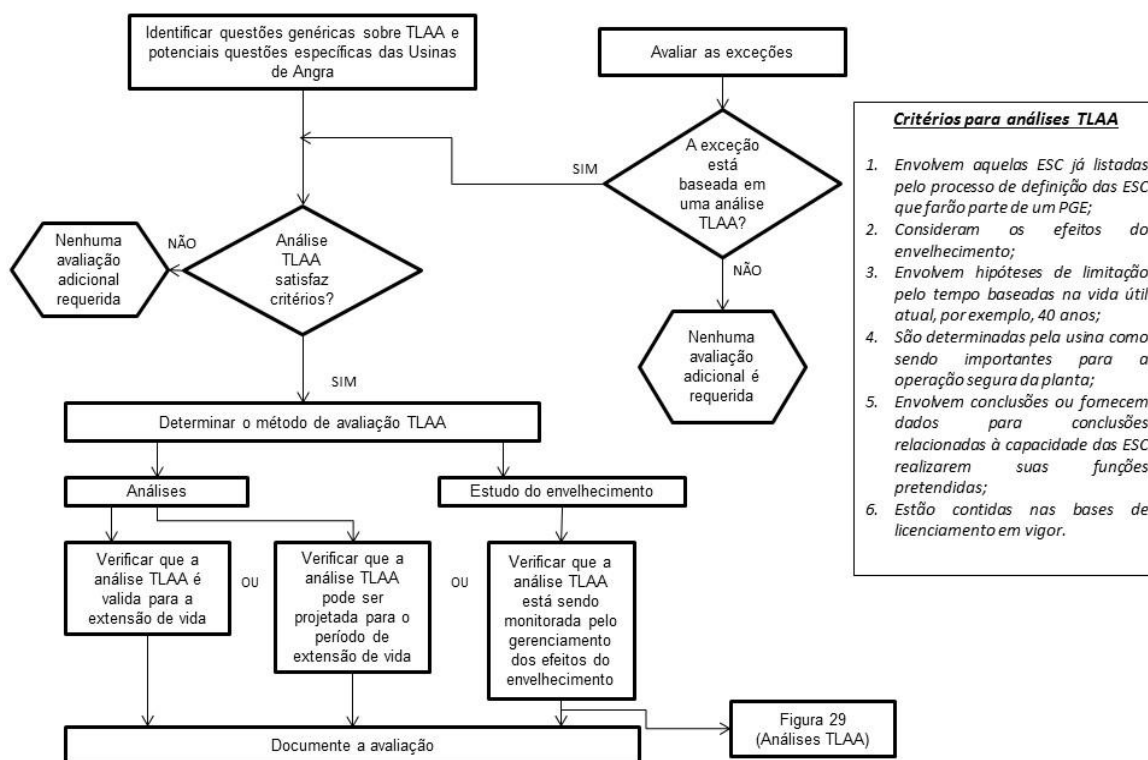 Identificar questões genéricas sobre TLAA e
potenciais questões específicas das Usinas
de Angra
Avaliar as exceções
A exceção
está
baseada em
uma análise
TLAA?
SIM
NÃO
Nenhuma
avaliação
adicional é
requerida
Análise
TLAA
satisfaz
critérios?
NÃO
Nenhuma
avaliação
adicional
requerida
SIM
Determinar o método de avaliação TLAA
Análises
Estudo do envelhecimento
Verificar que a
análise TLAA é
valida para a
extensão de vida
OU
Verificar que a
análise TLAA
pode ser
projetada para o
período de
extensão de vida
OU
Verificar que a
análise TLAA
está sendo
monitorada pelo
gerenciamento
dos efeitos do
envelhecimento
Documente a avaliação
Figura 29
(Análises TLAA)
Critérios para análises TLAA
1. Envolvem aquelas ESC já listadas
pelo processo de definição das ESC
que farão parte de um PGE;
2. Consideram os efeitos do
envelhecimento;
3. Envolvem hipóteses de limitação
pelo tempo baseadas na vida útil
atual, por exemplo, 40 anos;
4. São determinadas pela usina como
sendo importantes para a
operação segura da planta;
5. Envolvem conclusões ou fornecem
dados para conclusões
relacionadas à capacidade das ESC
realizarem suas funções
pretendidas;
6. Estão contidas nas bases de
licenciamento em vigor.